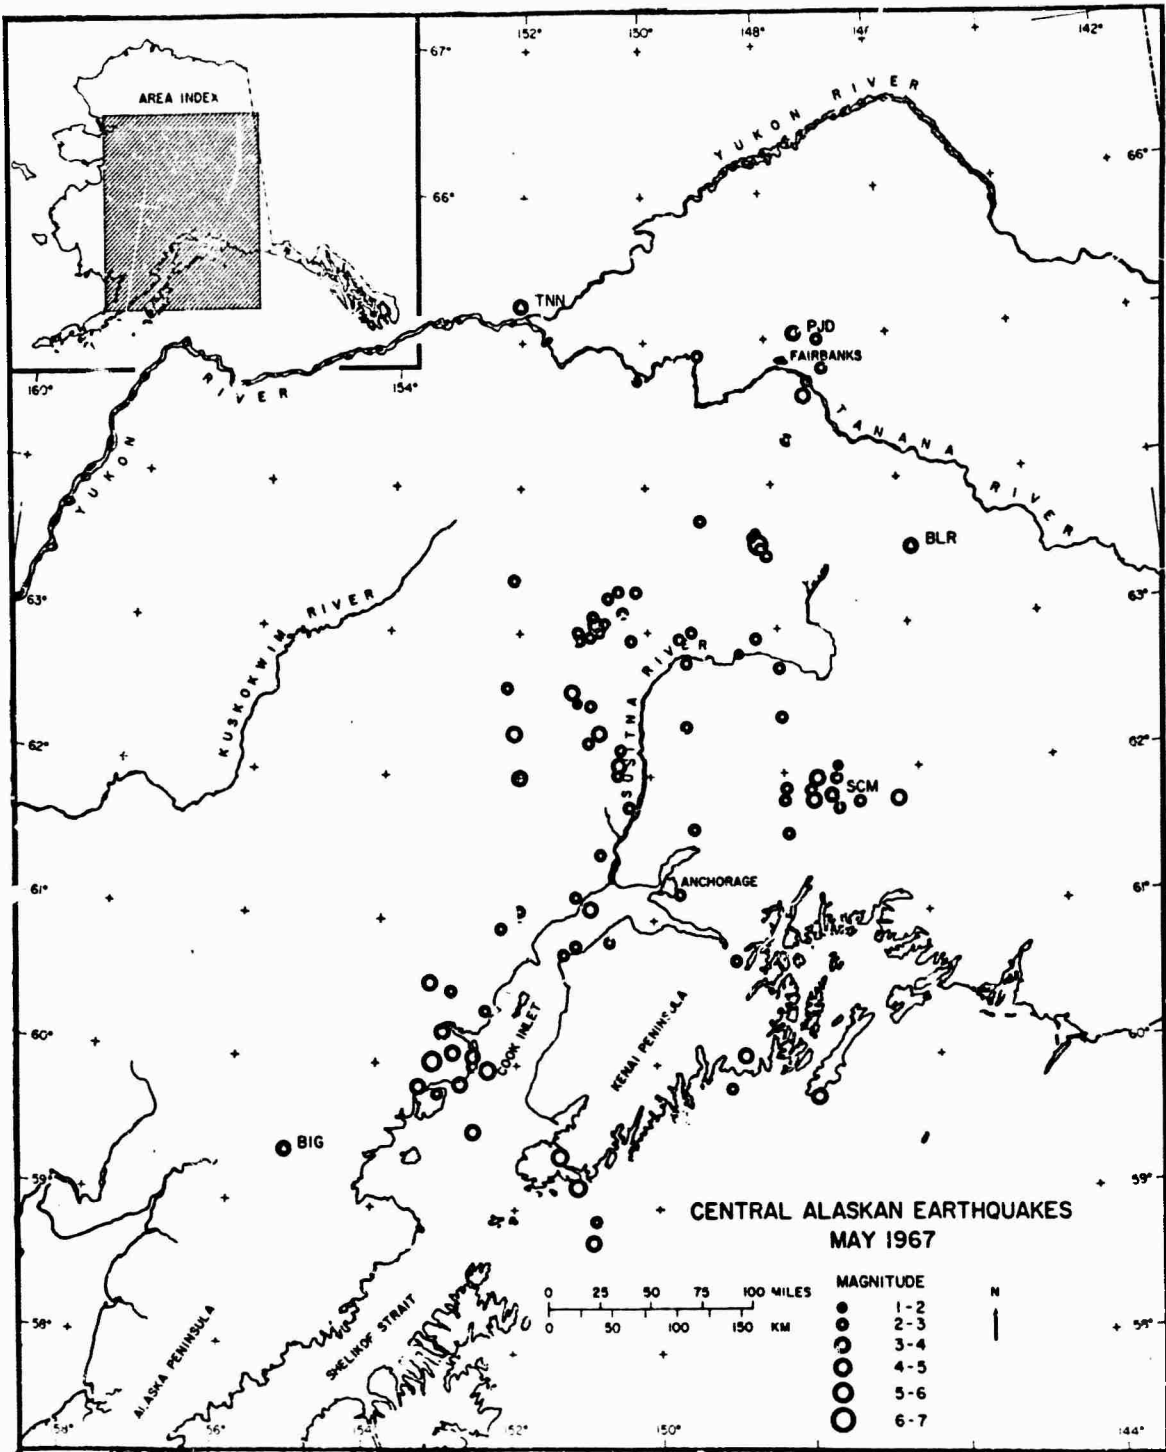 152°
150°
148°
147°
142°
67°
AREA INDEX
YUKON RIVER
66°
66°
TNN
PJD
FAIRBANKS
160°
154°
RIVER
YUKON
TANANA RIVER
BLR
63°
63°
KUSKOKWIM RIVER
SUSITNA RIVER
62°
62°
SCM
61°
61°
ANCHORAGE
60°
60°
COOK INLET
KENAI PENINSULA
BIG
59°
59°
CENTRAL ALASKAN EARTHQUAKES
MAY 1967
MAGNITUDE
0 25 50 75 100 MILES
N
1-2
2-3
0 50 100 150 KM
58°
3-4
4-5
5-6
6-7
ALASKA PENINSULA
SHELIKOF STRAIT
158°
156°
154°
152°
150°
144°